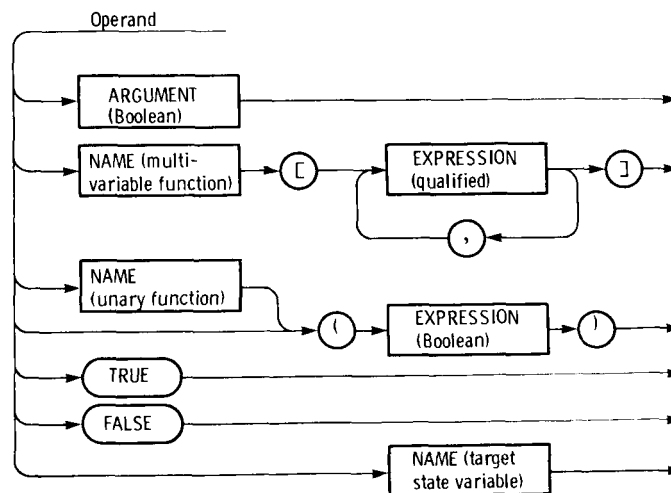 Operand
ARGUMENT
(Boolean)
NAME (multi-
variable function)
[
EXPRESSION
(qualified)
]
,
NAME
(unary function)
(
EXPRESSION
(Boolean)
)
TRUE
FALSE
NAME (target
state variable)